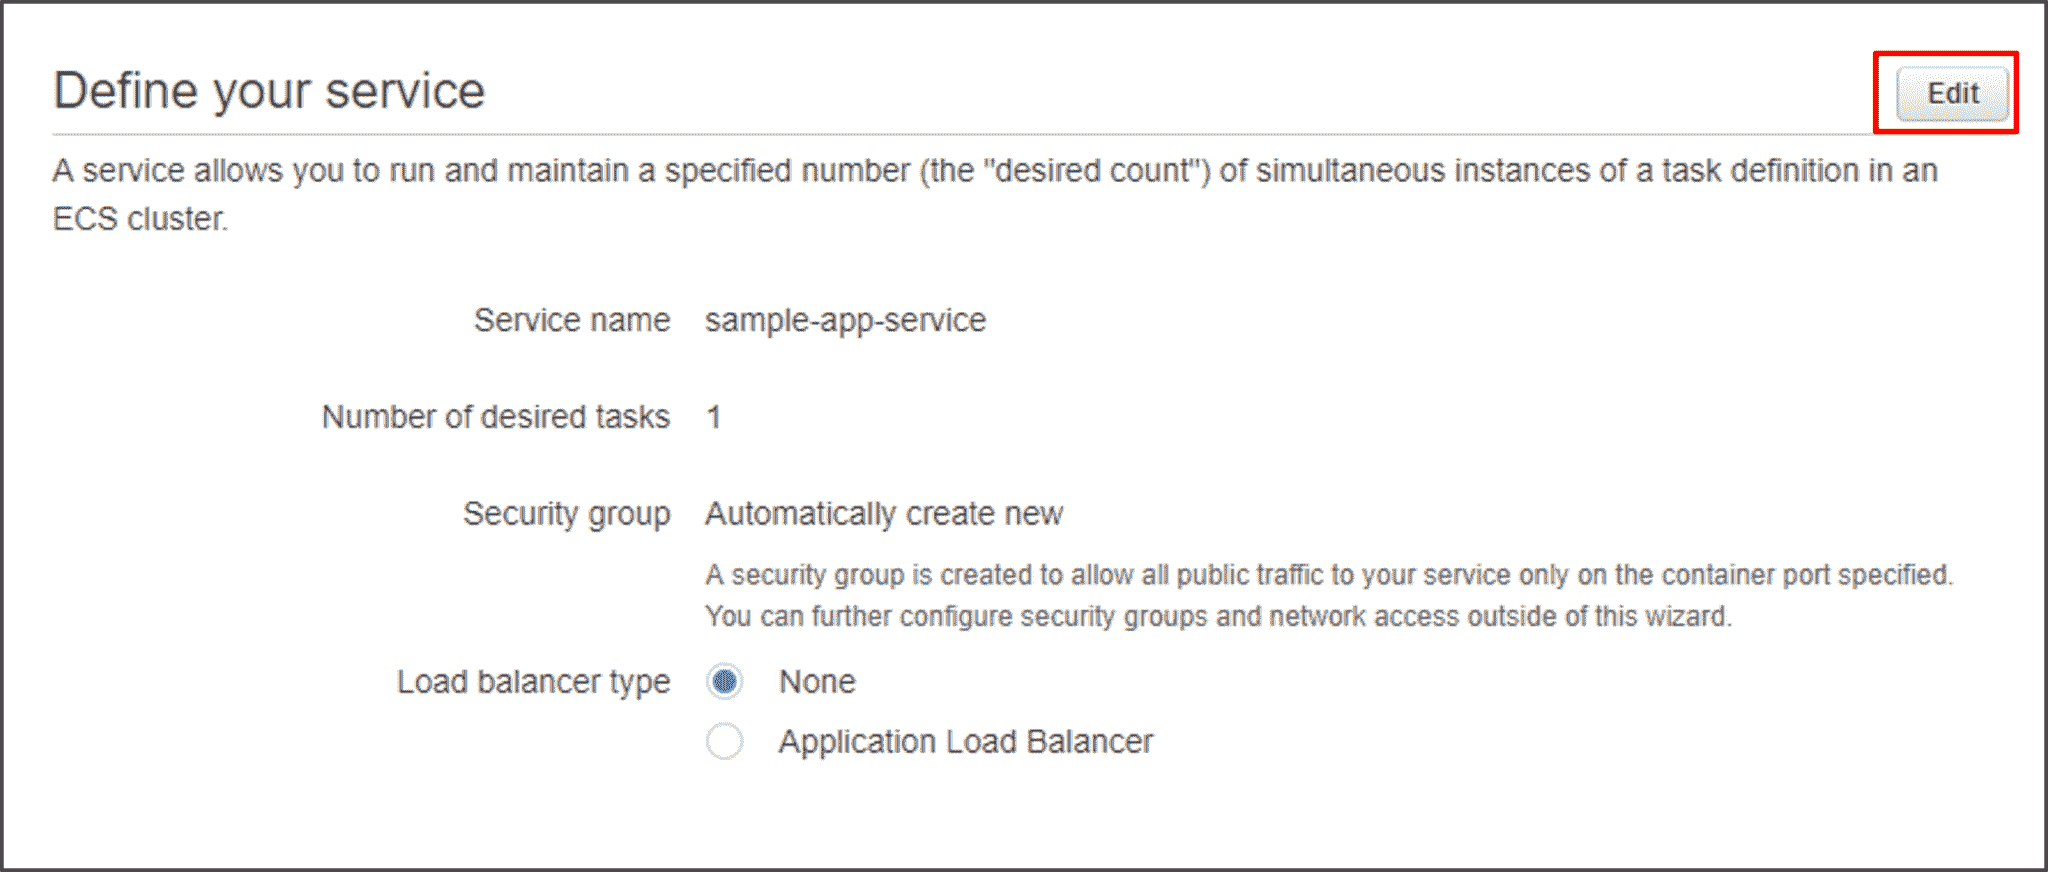 Define your service
Edit
A service allows you to run and maintain a specified number (the "desired count") of simultaneous instances of a task definition in an
ECS cluster.
Service name sample-app-service
Number of desired tasks 1
Security group Automatically create new
A security group is created to allow all public traffic to your service only on the container port specified.
You can further configure security groups and network access outside of this wizard.
Load balancer type None
Application Load Balancer